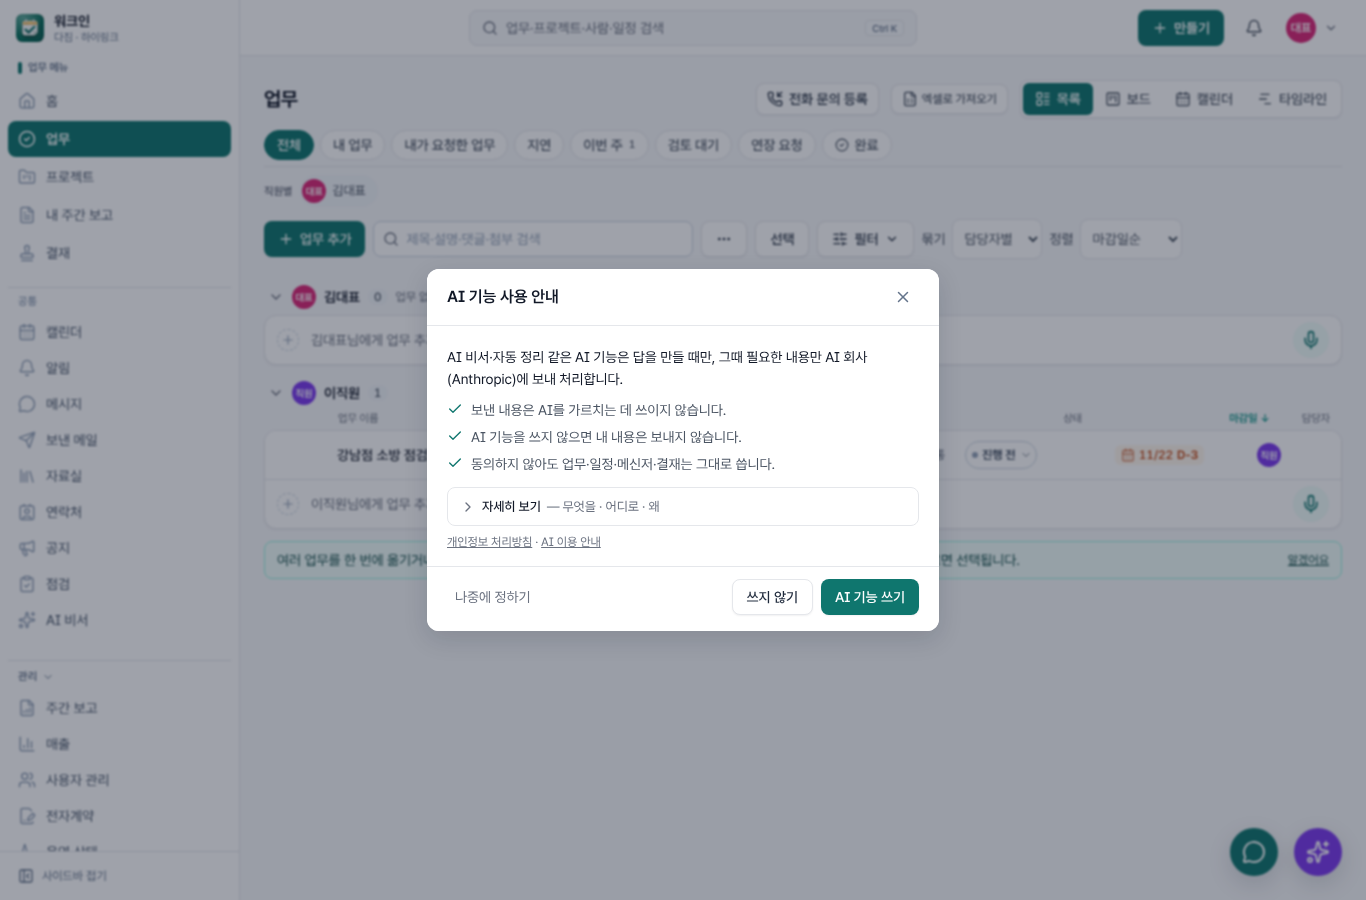 워크인
다짐 · 하이링크
업무·프로젝트·사람·일정 검색
Ctrl K
만들기
대표
업무 메뉴
홈
업무
프로젝트
내 주간 보고
결재
공통
캘린더
알림
메시지
보낸 메일
자료실
연락처
공지
점검
AI 비서
관리
주간 보고
매출
사용자 관리
전자계약
사이드바 접기
업무
전화 문의 등록
엑셀로 가져오기
목록
보드
캘린더
타임라인
전체
내 업무
내가 요청한 업무
지연
이번 주 1
검토 대기
연장 요청
완료
직원별
대표
김대표
업무 추가
제목·설명·댓글·첨부 검색
선택
필터
묶기
담당자별
정렬
마감일순
대표
김대표
0
업무
김대표님에게 업무
이직원
1
업무 이름
상태
마감일 ↓
담당자
강남점 소방 점검
진행 전
11/22 D-3
직원
이직원님에게 업무
여러 업무를 한 번에 옮기거나
면 선택됩니다.
알겠어요
AI 기능 사용 안내
AI 비서·자동 정리 같은 AI 기능은 답을 만들 때만, 그때 필요한 내용만 AI 회사
(Anthropic)에 보내 처리합니다.
보낸 내용은 AI를 가르치는 데 쓰이지 않습니다.
AI 기능을 쓰지 않으면 내 내용은 보내지 않습니다.
동의하지 않아도 업무·일정·메신저·결재는 그대로 씁니다.
자세히 보기 — 무엇을 · 어디로 · 왜
개인정보 처리방침 · AI 이용 안내
나중에 정하기
쓰지 않기
AI 기능 쓰기